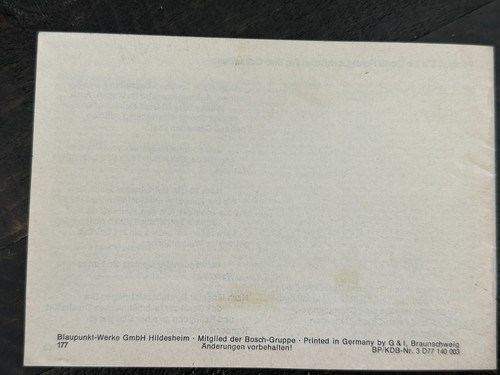 Blaupunkt-Werke GmbH Hildesheim · Mitglied der Bosch-Gruppe · Printed in Germany by G & I, Braunschweig
177 Änderungen vorbehalten! BP/KDB-Nr. 3 D77 140 003